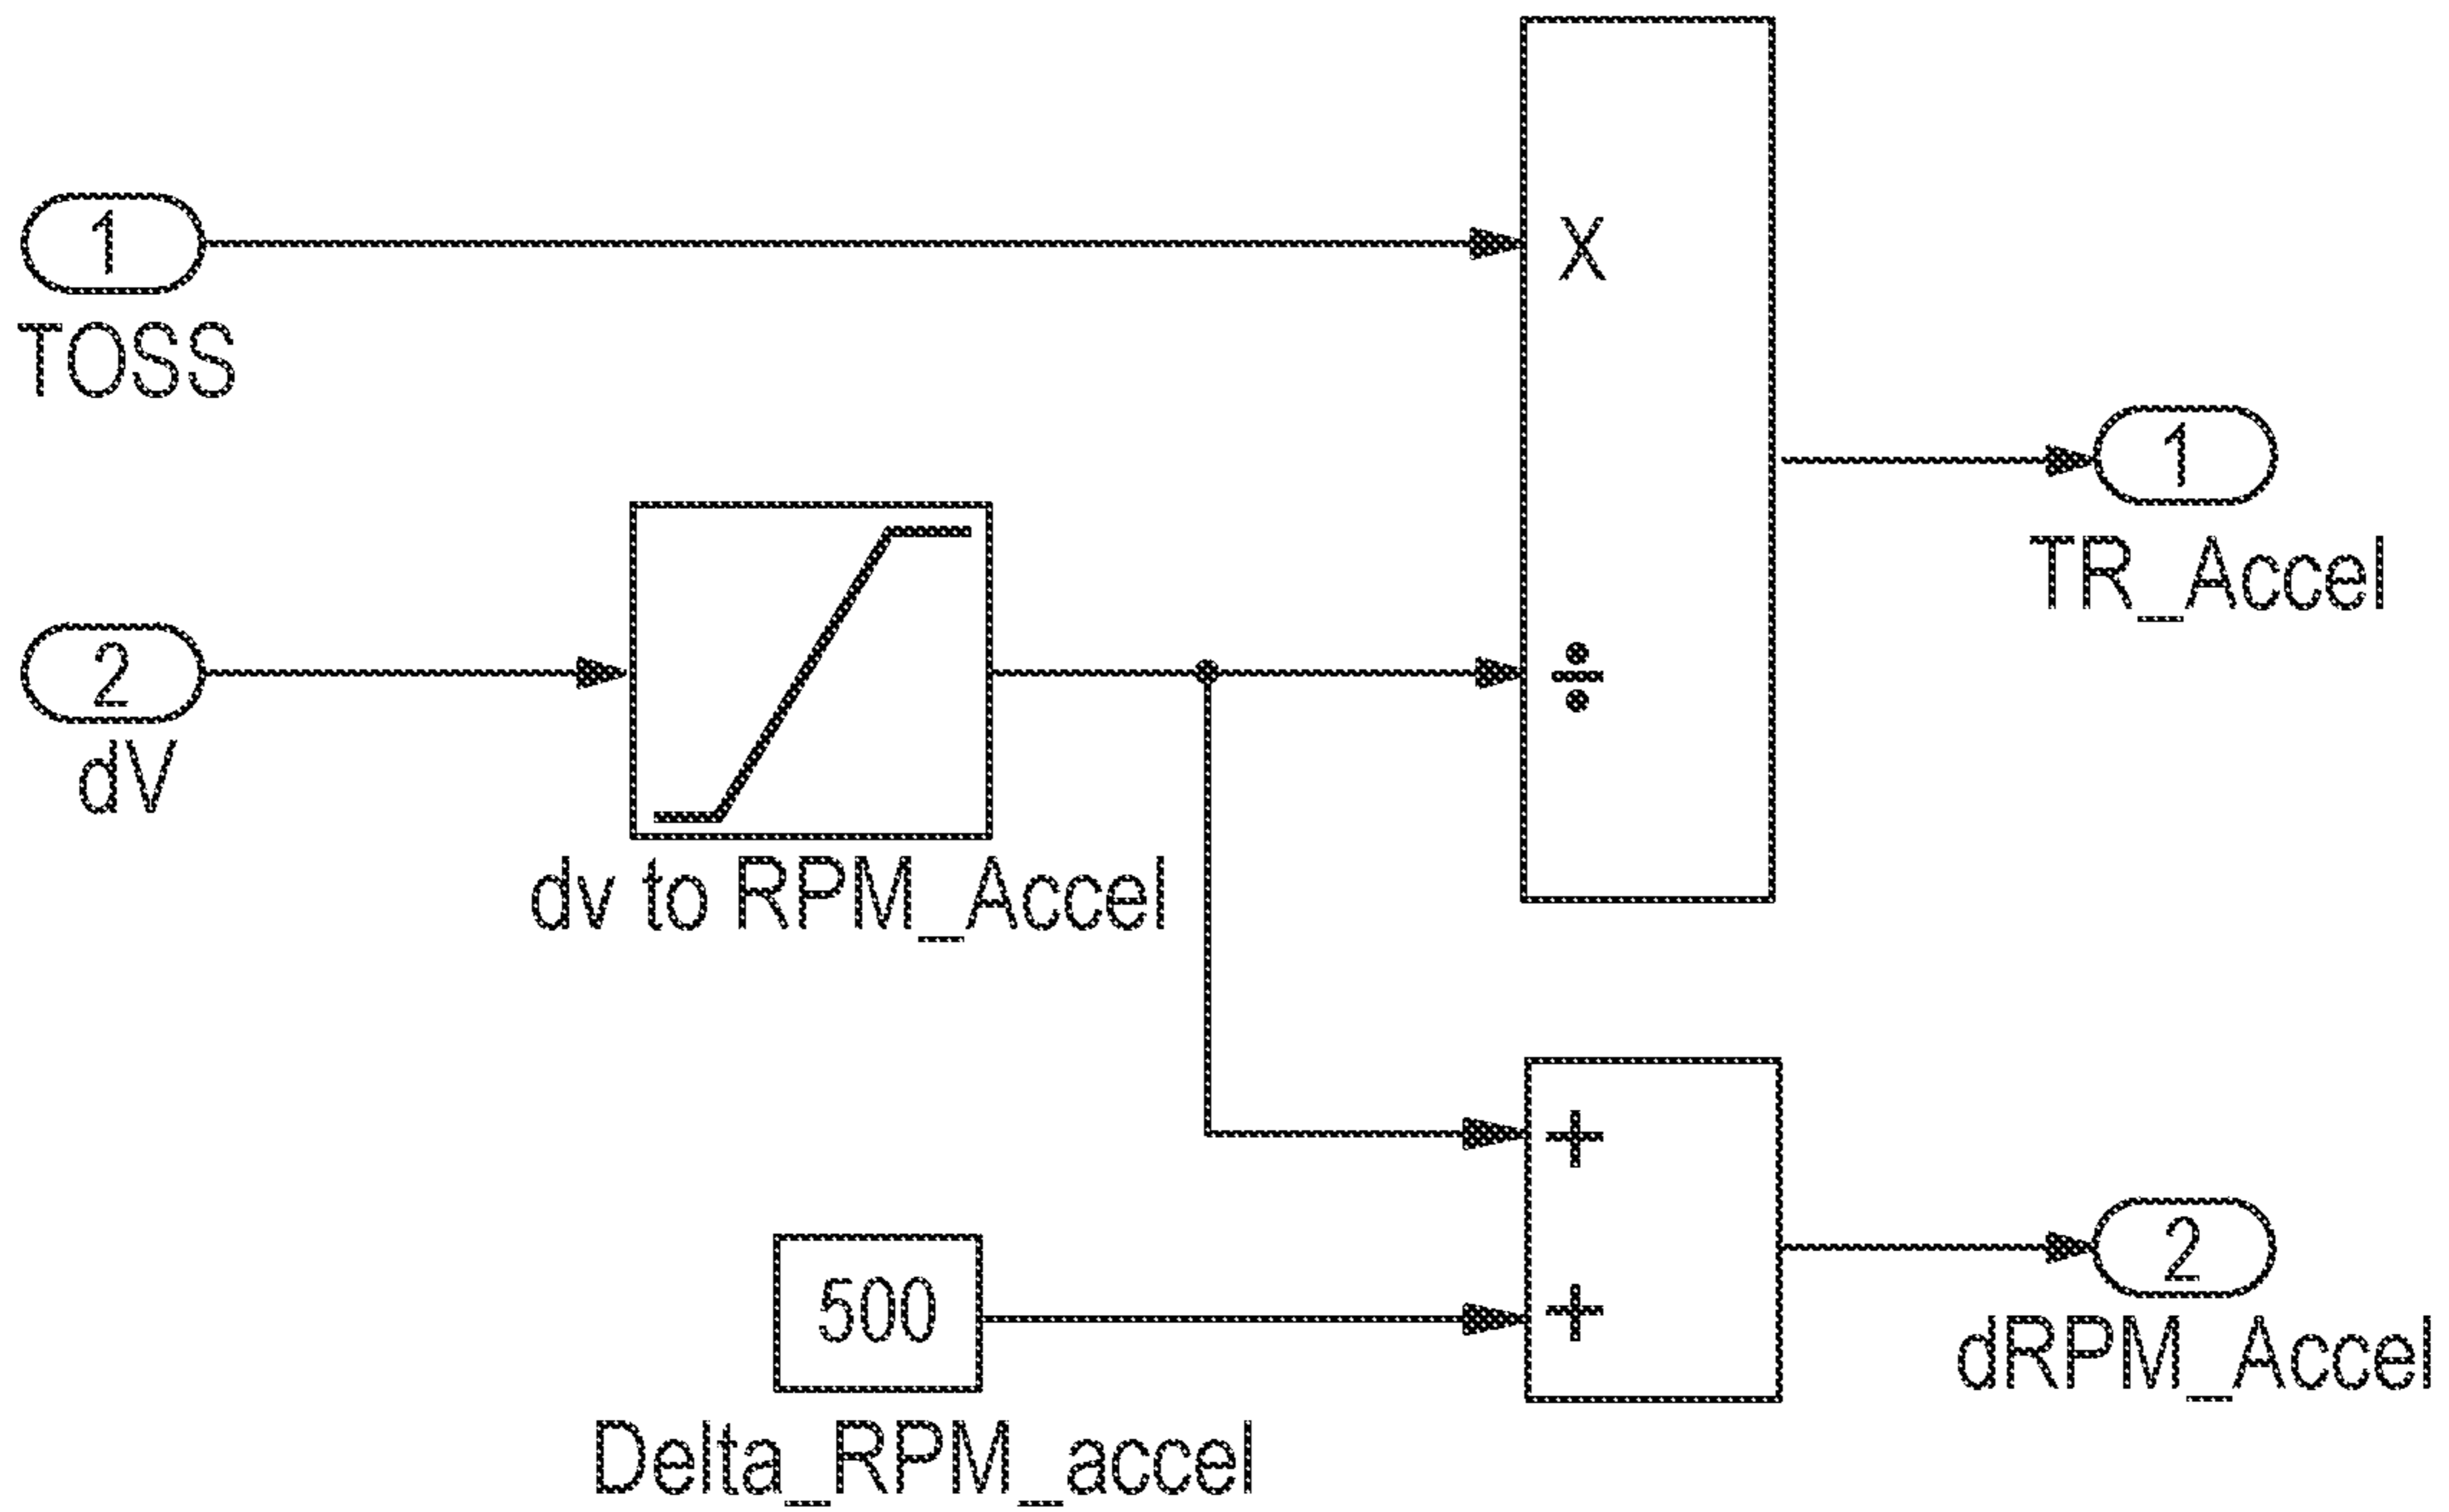 1
TOSS
X
1
TR_Accel
2
dV
÷
dv to RPM_Accel
+
500
+
2
dRPM_Accel
Delta_RPM_accel